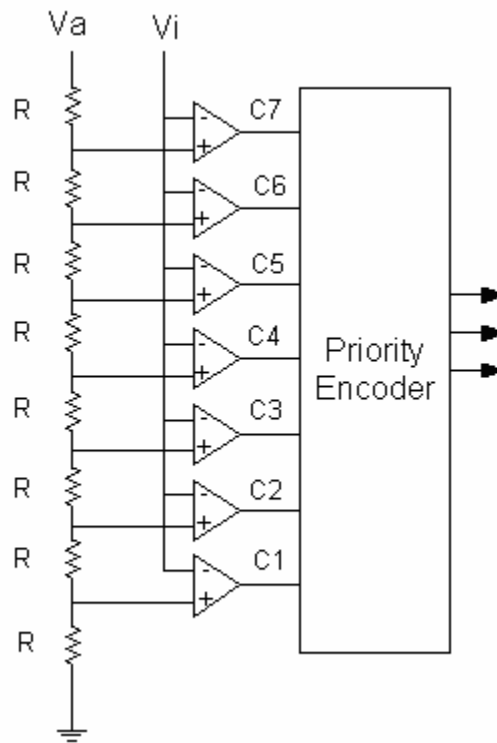 Va Vi
R
C7
R
C6
R
C5
R
C4
R
C3
R
C2
R
C1
R
Priority
Encoder
- +
- +
- +
- +
- +
- +
- +